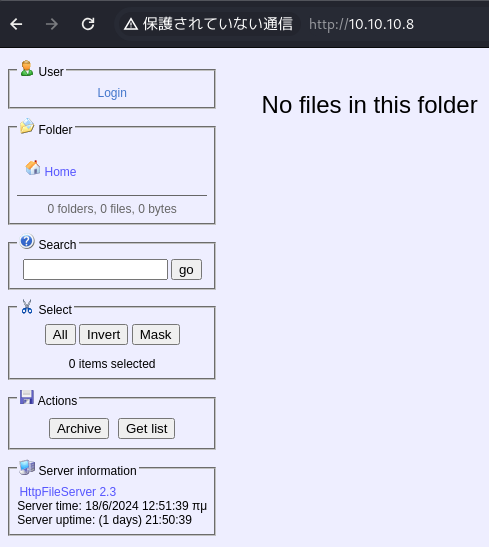 保護されていない通信 http://10.10.10.8
User
Login
Folder
Home
0 folders, 0 files, 0 bytes
Search
go
Select
All Invert Mask
0 items selected
Actions
Archive Get list
Server information
HttpFileServer 2.3
Server time: 18/6/2024 12:51:39 πμ
Server uptime: (1 days) 21:50:39
No files in this folder